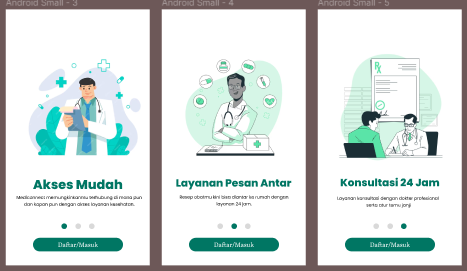 Android Small - 3
Akses Mudah
Mediconnect memungkinkanmu terhubung di mana pun
dan kapan pun dengan akses layanan kesehatan.
Daftar/Masuk
Android Small - 4
Layanan Pesan Antar
Resep obatmu kini bisa diantar ke rumah dengan
layanan 24 jam.
Daftar/Masuk
Android Small - 5
Rx
Konsultasi 24 Jam
Layanan konsultasi dengan dokter profesional
serta atur temu janji
Daftar/Masuk